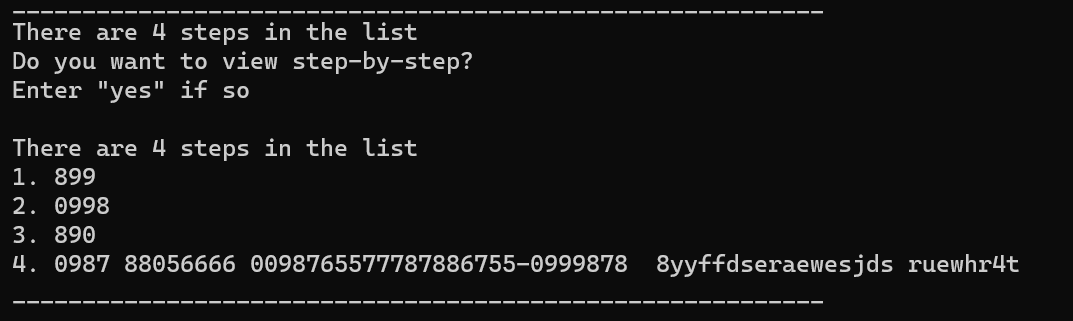 ----------------------------------------------------------
There are 4 steps in the list
Do you want to view step-by-step?
Enter "yes" if so

There are 4 steps in the list
1. 899
2. 0998
3. 890
4. 0987 88056666 0098765577787886755-0999878  8yyffdseraewesjds ruewhr4t
----------------------------------------------------------